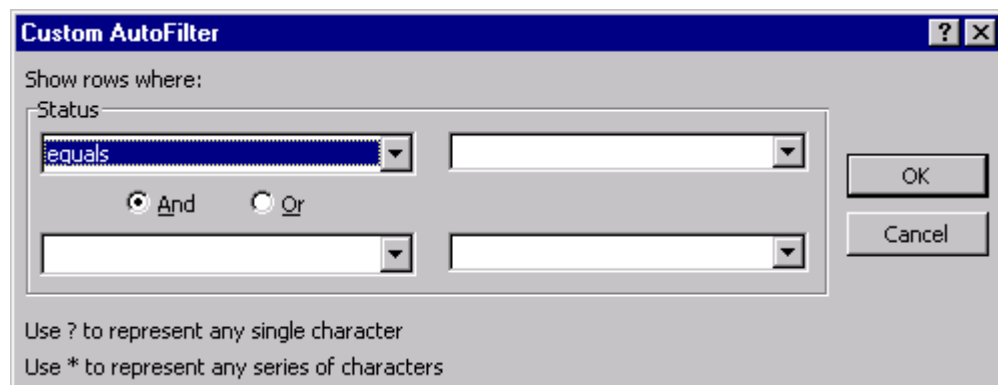 Custom AutoFilter ? X
Show rows where:
Status
equals
And Or
OK
Cancel
Use ? to represent any single character
Use * to represent any series of characters